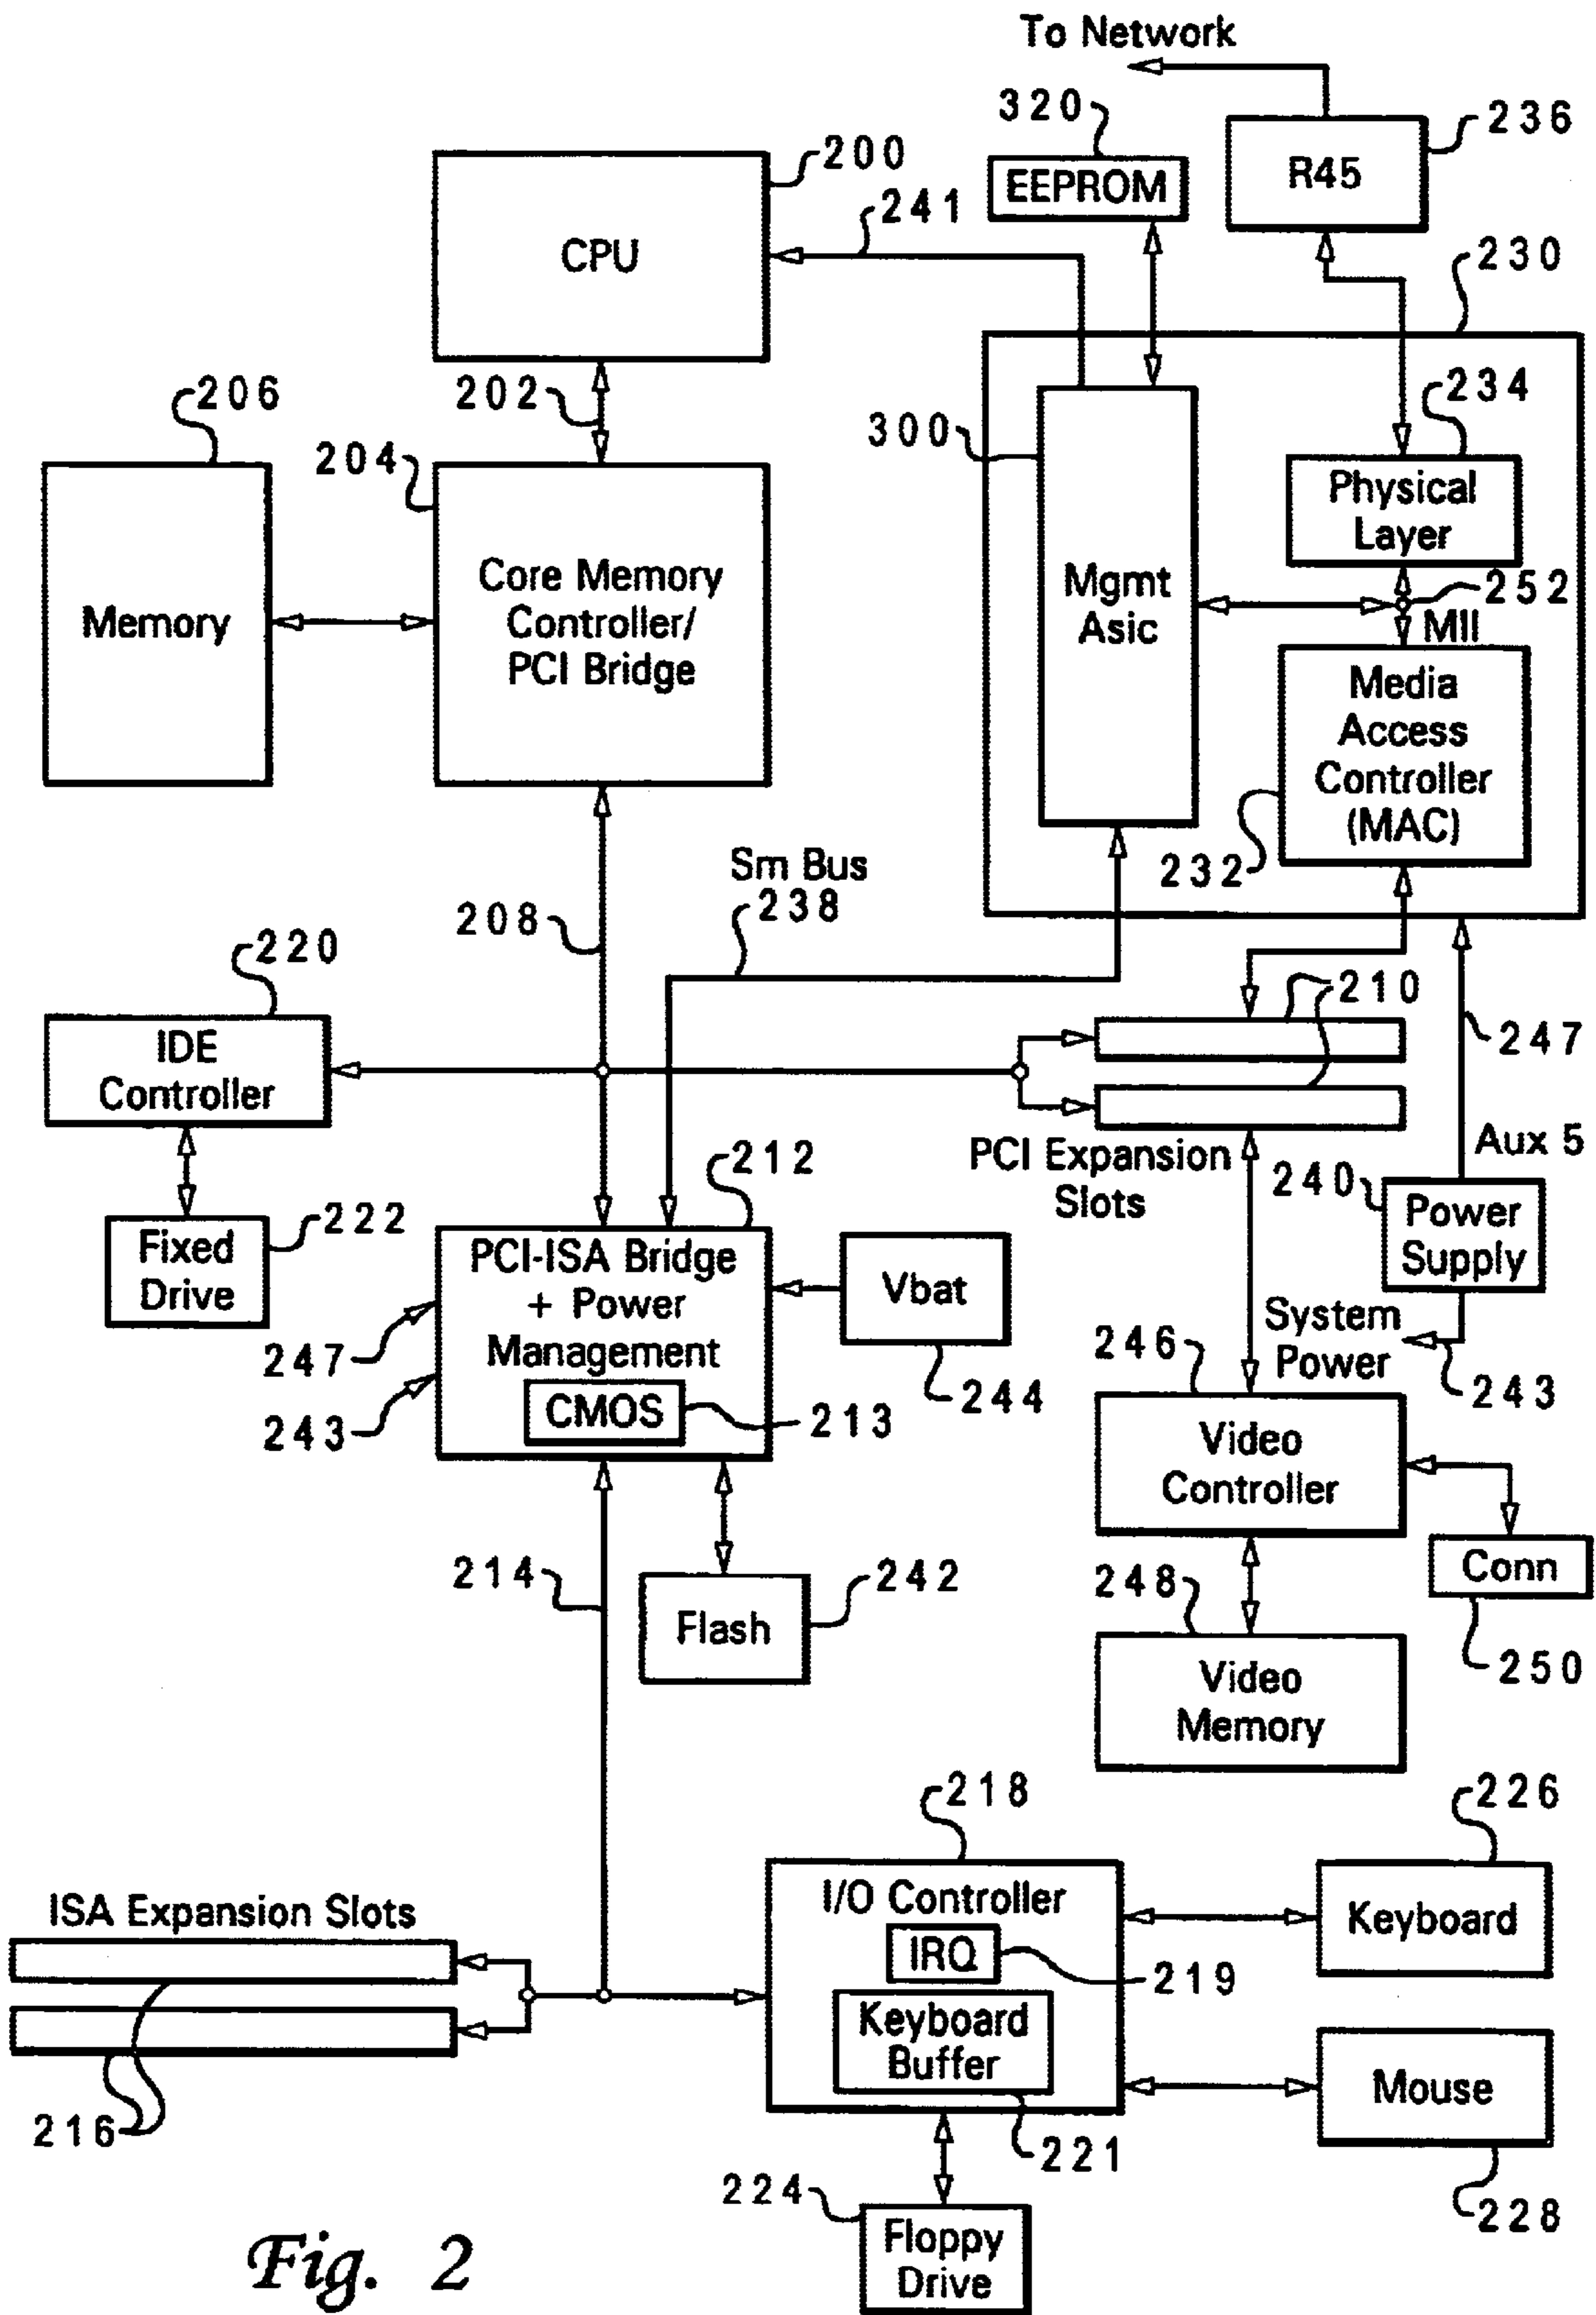 To Network
320
236
EEPROM
R45
200
241
CPU
230
202
206
234
300
204
Physical
Layer
Memory
Core Memory
Controller/
PCI Bridge
Mgmt
Asic
252
MII
Media
Access
Controller
(MAC)
232
Sm Bus
238
208
220
210
IDE
Controller
247
PCI Expansion
Slots
Aux 5
212
240
Power
Supply
222
Fixed
Drive
PCI-ISA Bridge
+ Power
Management
Vbat
System
Power
247
246
244
243
243
CMOS
213
Video
Controller
214
242
248
Conn
Flash
250
Video
Memory
218
226
ISA Expansion Slots
I/O Controller
Keyboard
IRQ
219
Keyboard
Buffer
Mouse
216
221
224
228
Floppy
Drive
Fig. 2